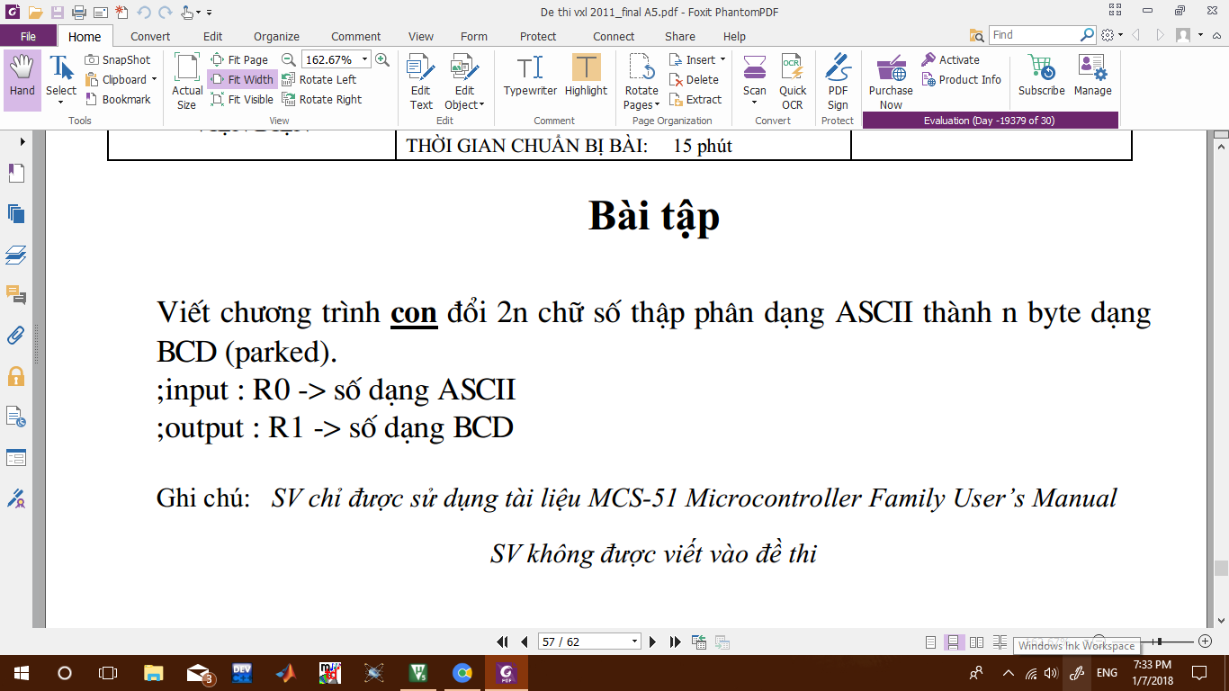 De thi vxl 2011_final A5.pdf - Foxit PhantomPDF
File Home Convert Edit Organize Comment View Form Protect Connect Share Help Find
Hand
Select
SnapShot
Clipboard
Bookmark
Tools
Actual Size
Fit Page
Fit Width
Fit Visible
162.67%
Rotate Left
Rotate Right
View
Edit Text
Edit Object
Edit
Typewriter
Highlight
Comment
Rotate Pages
Insert
Delete
Extract
Page Organization
Scan
Quick OCR
Convert
PDF Sign
Protect
Purchase Now
Activate
Product Info
Subscribe
Manage
Evaluation (Day -19379 of 30)
THỜI GIAN CHUẨN BỊ BÀI: 15 phút
Bài tập
Viết chương trình con đổi 2n chữ số thập phân dạng ASCII thành n byte dạng
BCD (parked).
;input : R0 -> số dạng ASCII
;output : R1 -> số dạng BCD
Ghi chú: SV chỉ được sử dụng tài liệu MCS-51 Microcontroller Family User's Manual
SV không được viết vào đề thi
57 / 62
Windows Ink Workspace
ENG
7:33 PM
1/7/2018